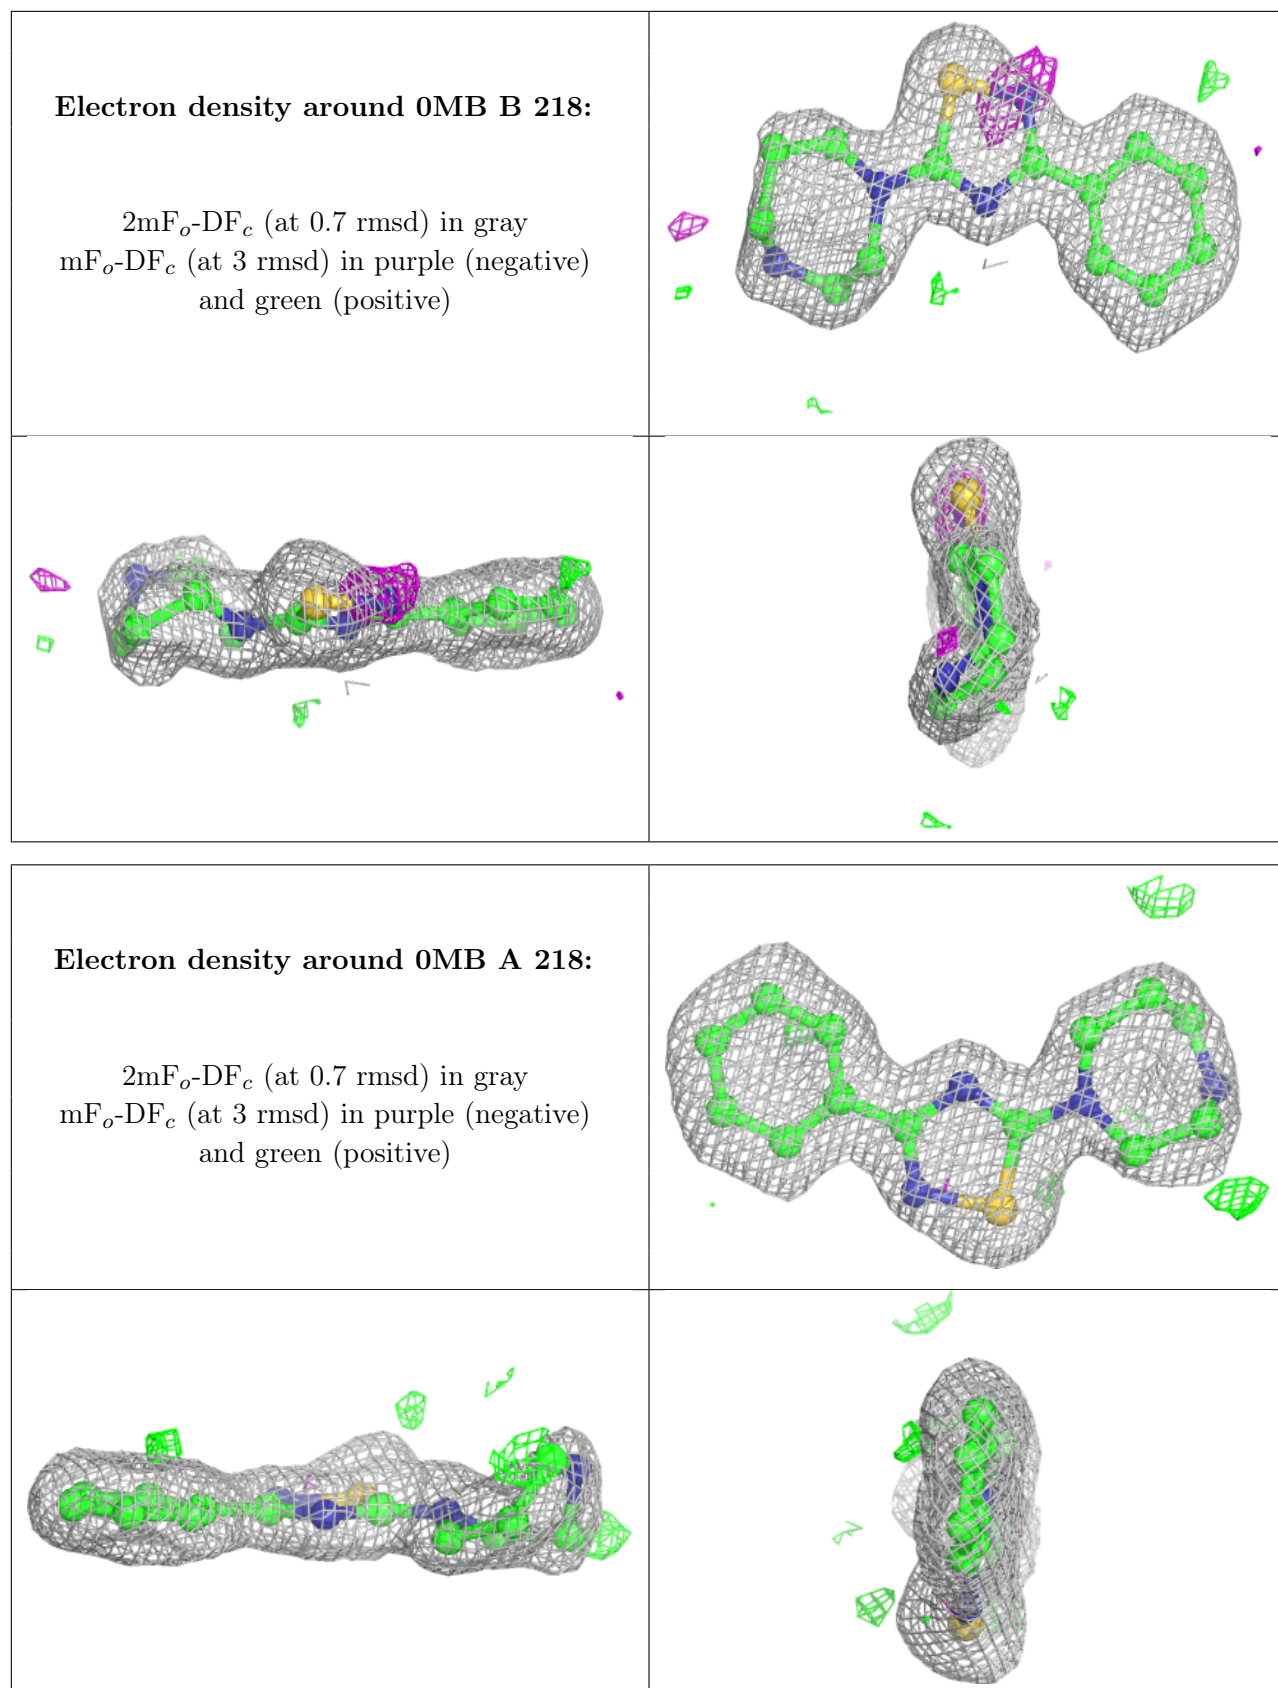 Electron density around 0MB B 218:
2mFo-DFc (at 0.7 rmsd) in gray
mFo-DFc (at 3 rmsd) in purple (negative)
and green (positive)
Electron density around 0MB A 218:
2mFo-DFc (at 0.7 rmsd) in gray
mFo-DFc (at 3 rmsd) in purple (negative)
and green (positive)